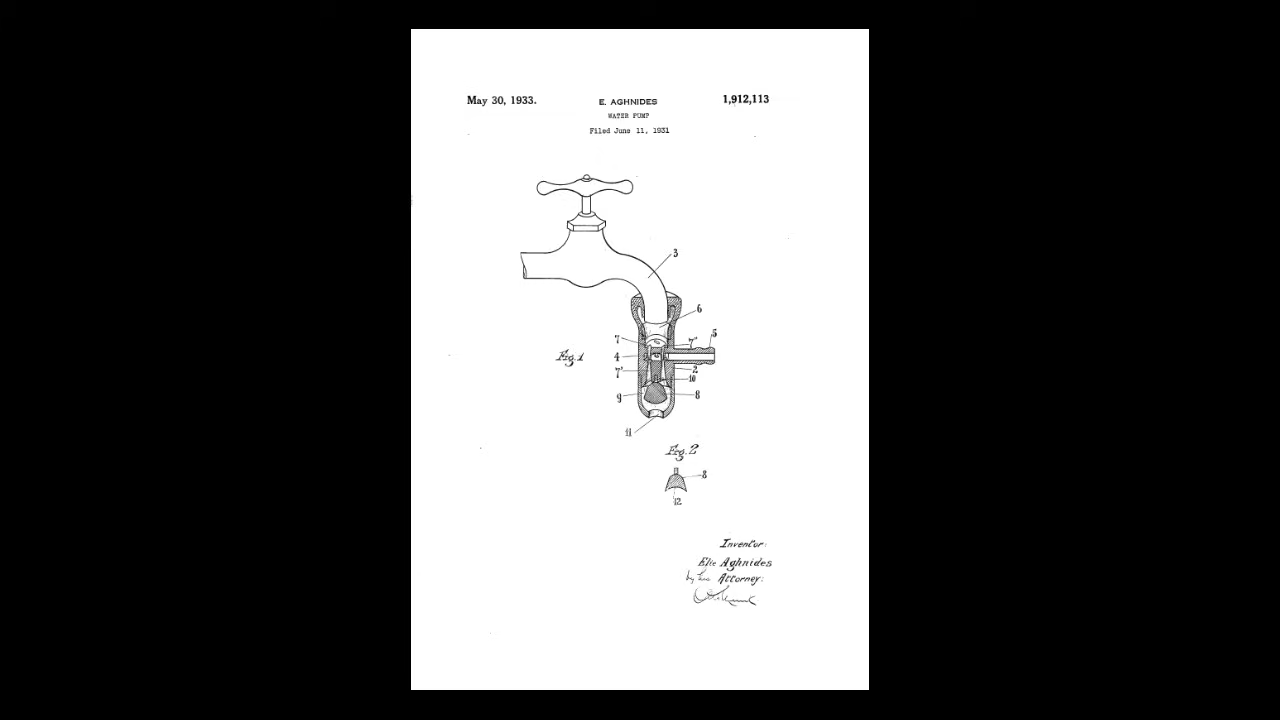 May 30, 1933.
E. AGHNIDES
1,912,113
WATER PUMP
Filed June 11, 1931
3
6
5
7
7"
Fig.1
4
2
7'
10
9
8
11
Fig.2
8
12
Inventor:
Elie Aghnides
by his Attorney: